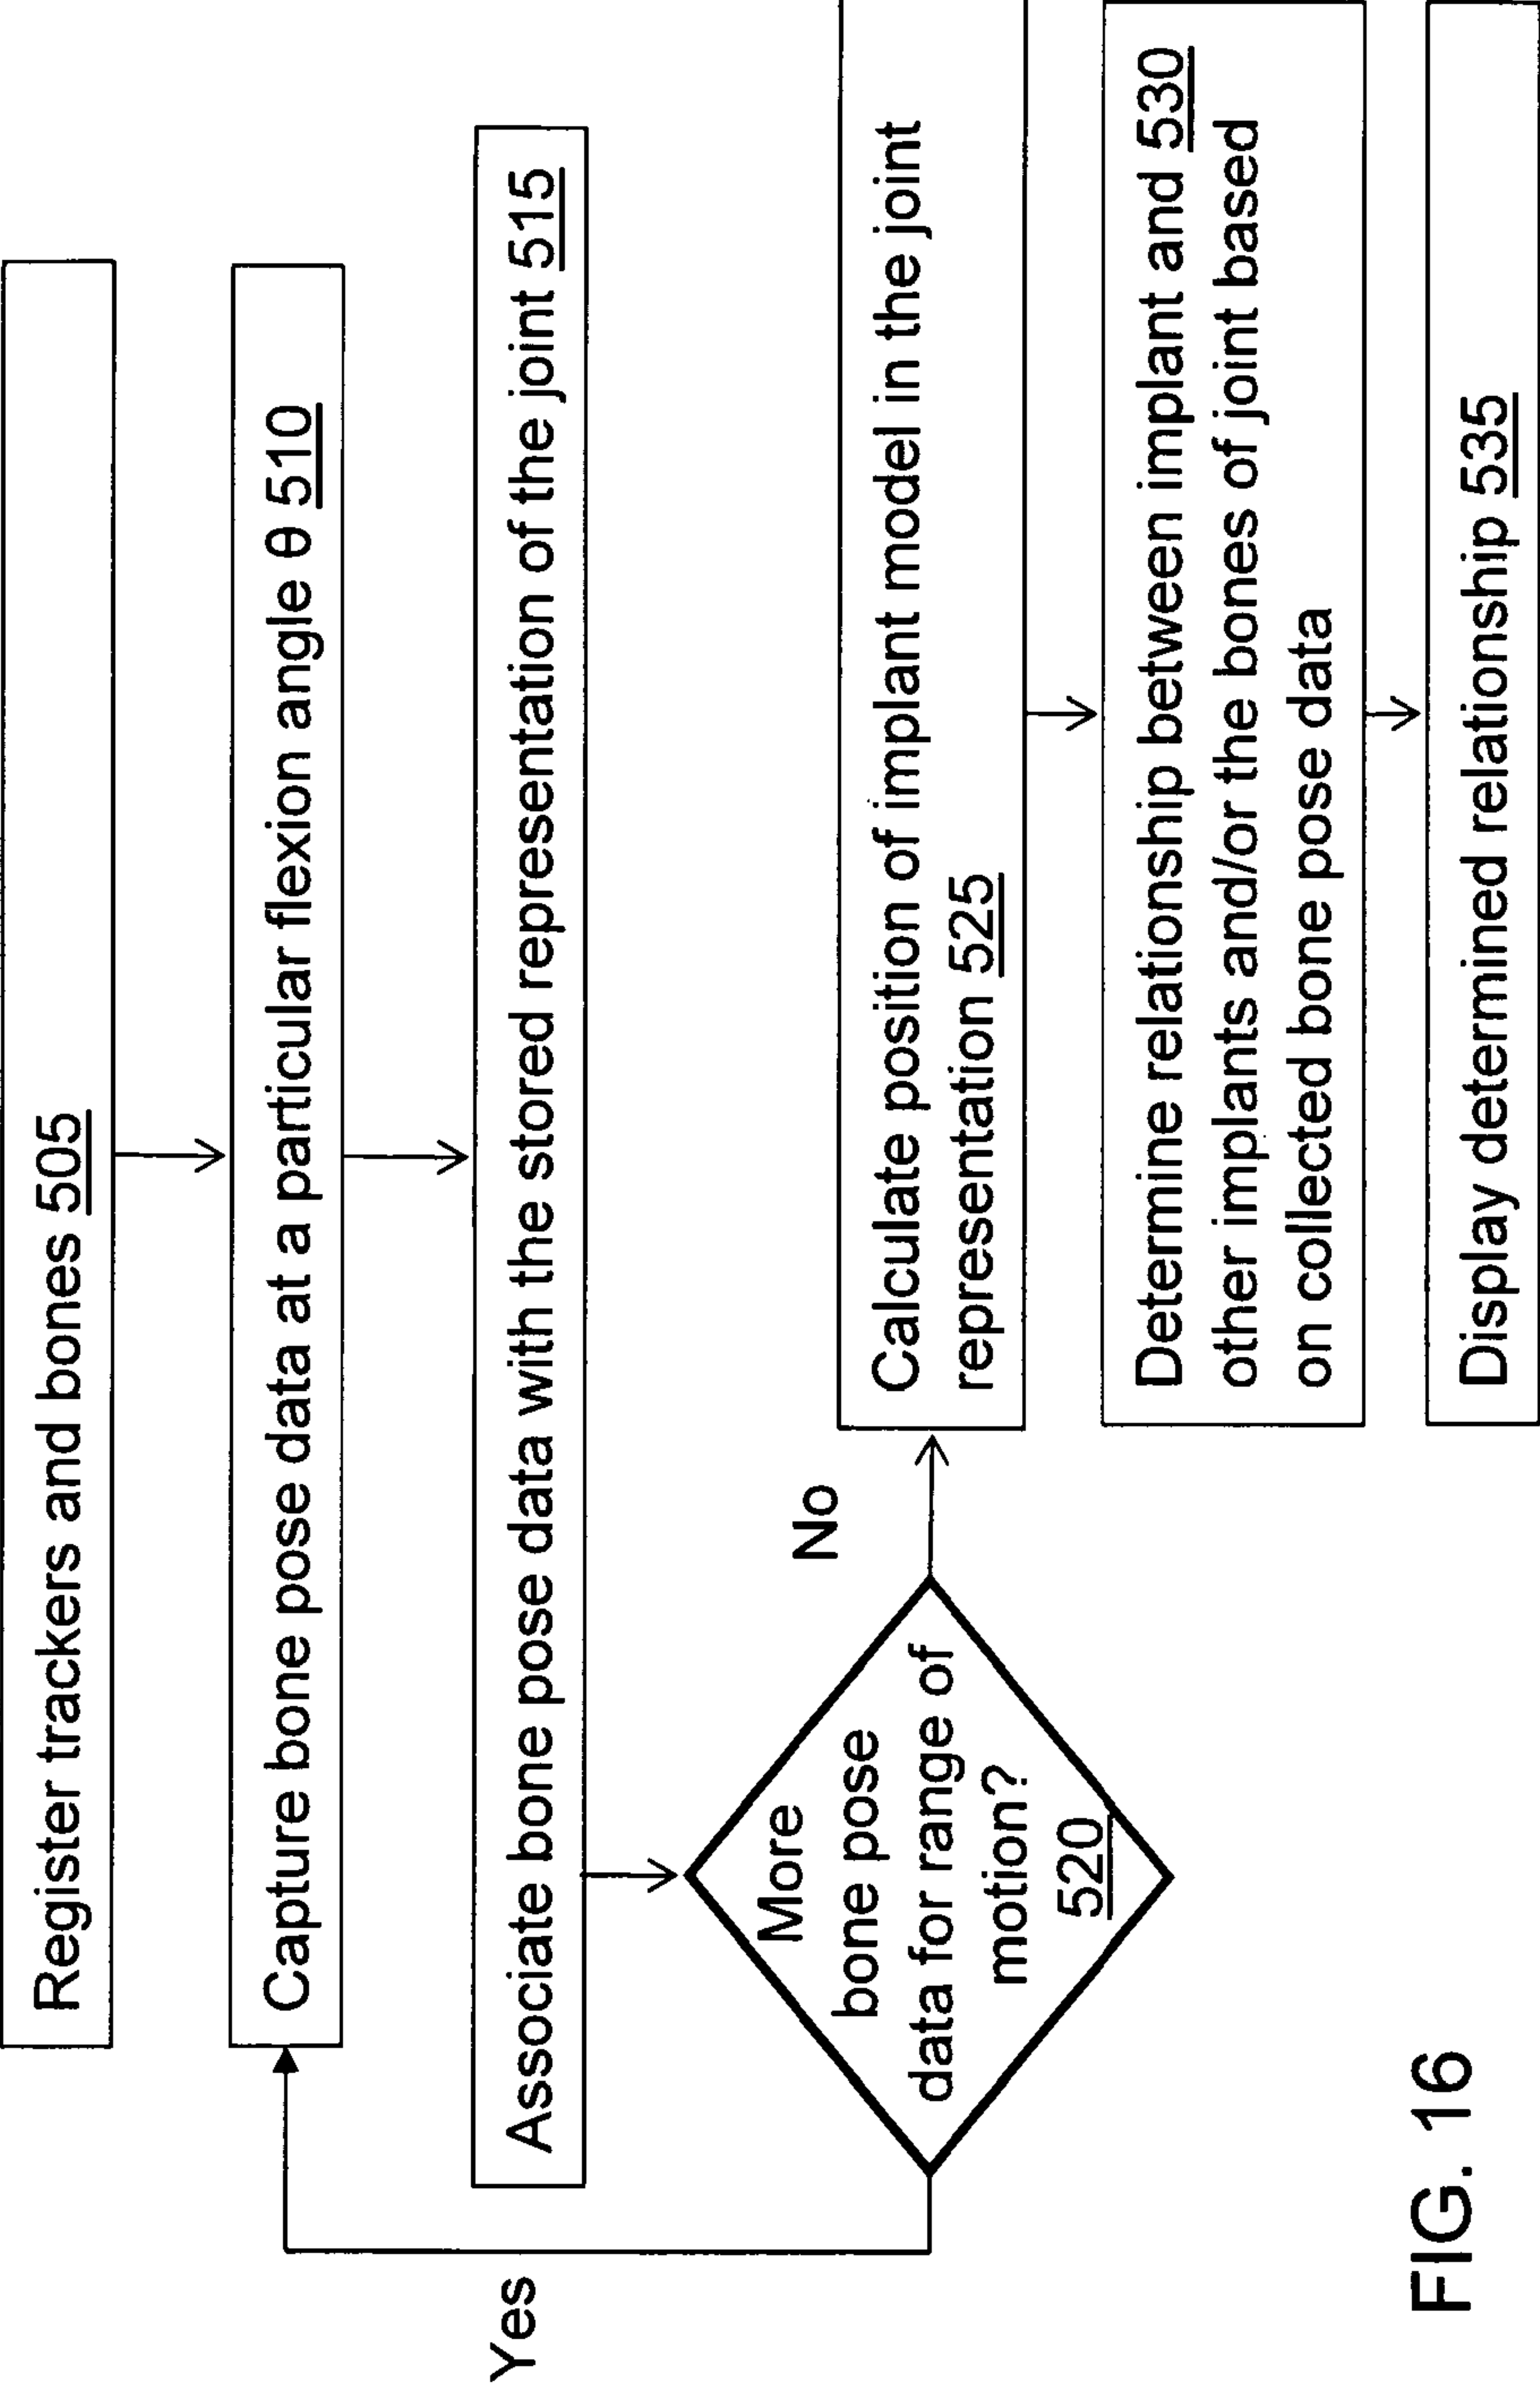 Register trackers and bones 505
Capture bone pose data at a particular flexion angle θ 510
Associate bone pose data with the stored representation of the joint 515
Yes
More
bone pose
data for range of
motion?
520
No
Calculate position of implant model in the joint
representation 525
Determine relationship between implant and 530
other implants and/or the bones of joint based
on collected bone pose data
Display determined relationship 535
FIG. 16